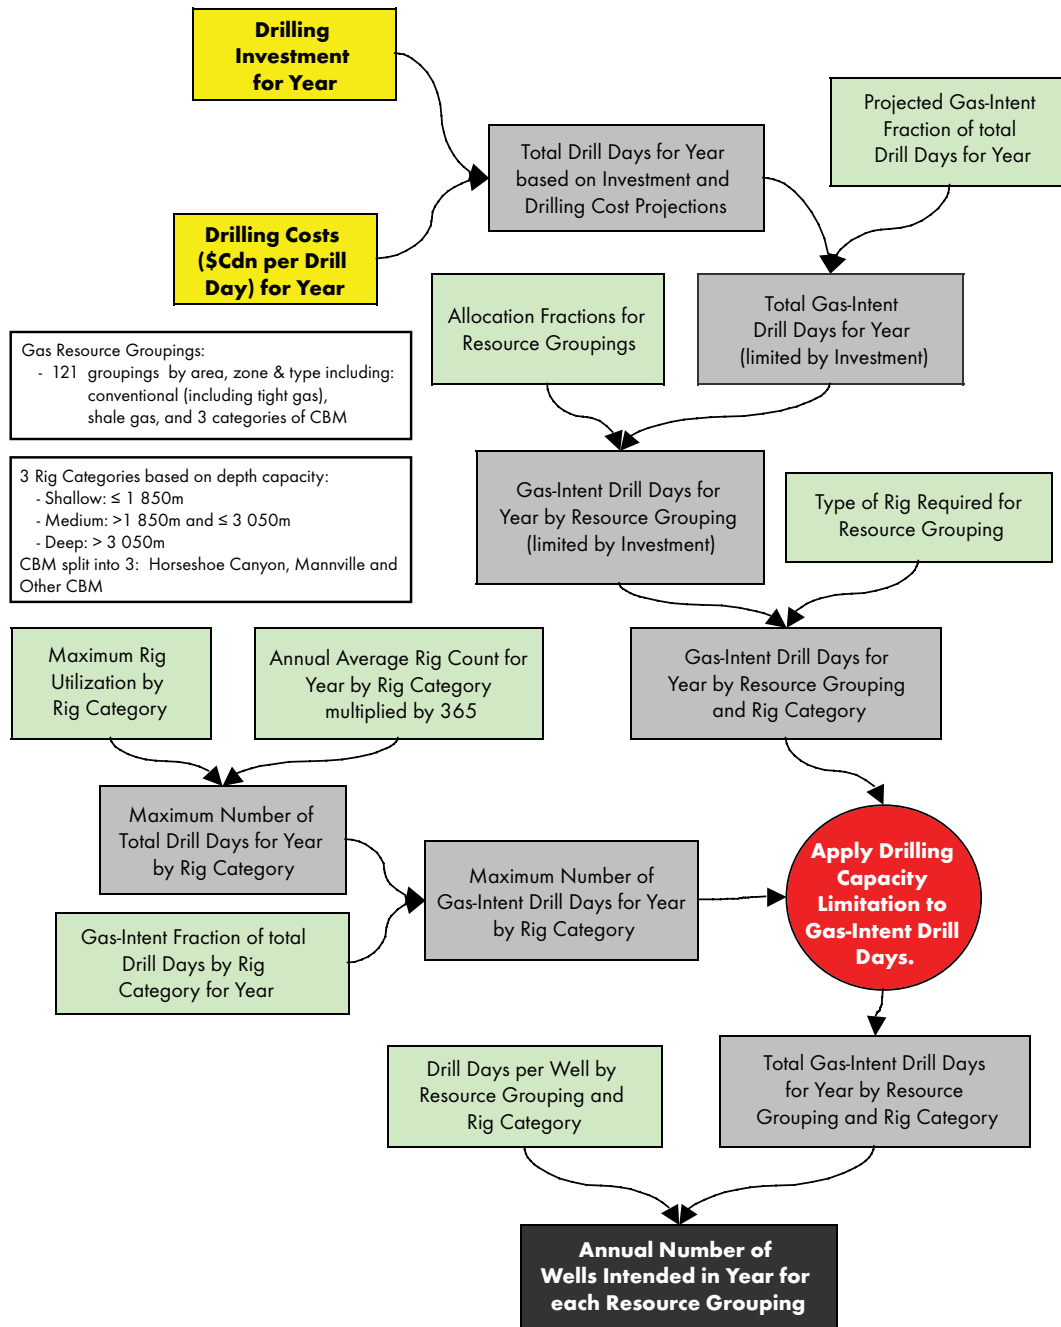 Drilling
Investment
for Year
Projected Gas-Intent
Fraction of total
Drill Days for Year
Total Drill Days for Year
based on Investment and
Drilling Cost Projections
Drilling Costs
($Cdn per Drill
Day) for Year
Allocation Fractions for
Resource Groupings
Total Gas-Intent
Drill Days for Year
(limited by Investment)
Gas Resource Groupings:
- 121 groupings by area, zone & type including:
conventional (including tight gas),
shale gas, and 3 categories of CBM
3 Rig Categories based on depth capacity:
- Shallow: ≤ 1 850m
- Medium: >1 850m and ≤ 3 050m
- Deep: > 3 050m
CBM split into 3: Horseshoe Canyon, Mannville and
Other CBM
Gas-Intent Drill Days for
Year by Resource Grouping
(limited by Investment)
Type of Rig Required for
Resource Grouping
Maximum Rig
Utilization by
Rig Category
Annual Average Rig Count for
Year by Rig Category
multiplied by 365
Gas-Intent Drill Days for
Year by Resource Grouping
and Rig Category
Maximum Number of
Total Drill Days for Year
by Rig Category
Maximum Number of
Gas-Intent Drill Days for Year
by Rig Category
Apply Drilling
Capacity
Limitation to
Gas-Intent Drill
Days.
Gas-Intent Fraction of total
Drill Days by Rig
Category for Year
Drill Days per Well by
Resource Grouping and
Rig Category
Total Gas-Intent Drill Days
for Year by Resource
Grouping and Rig Category
Annual Number of
Wells Intended in Year for
each Resource Grouping